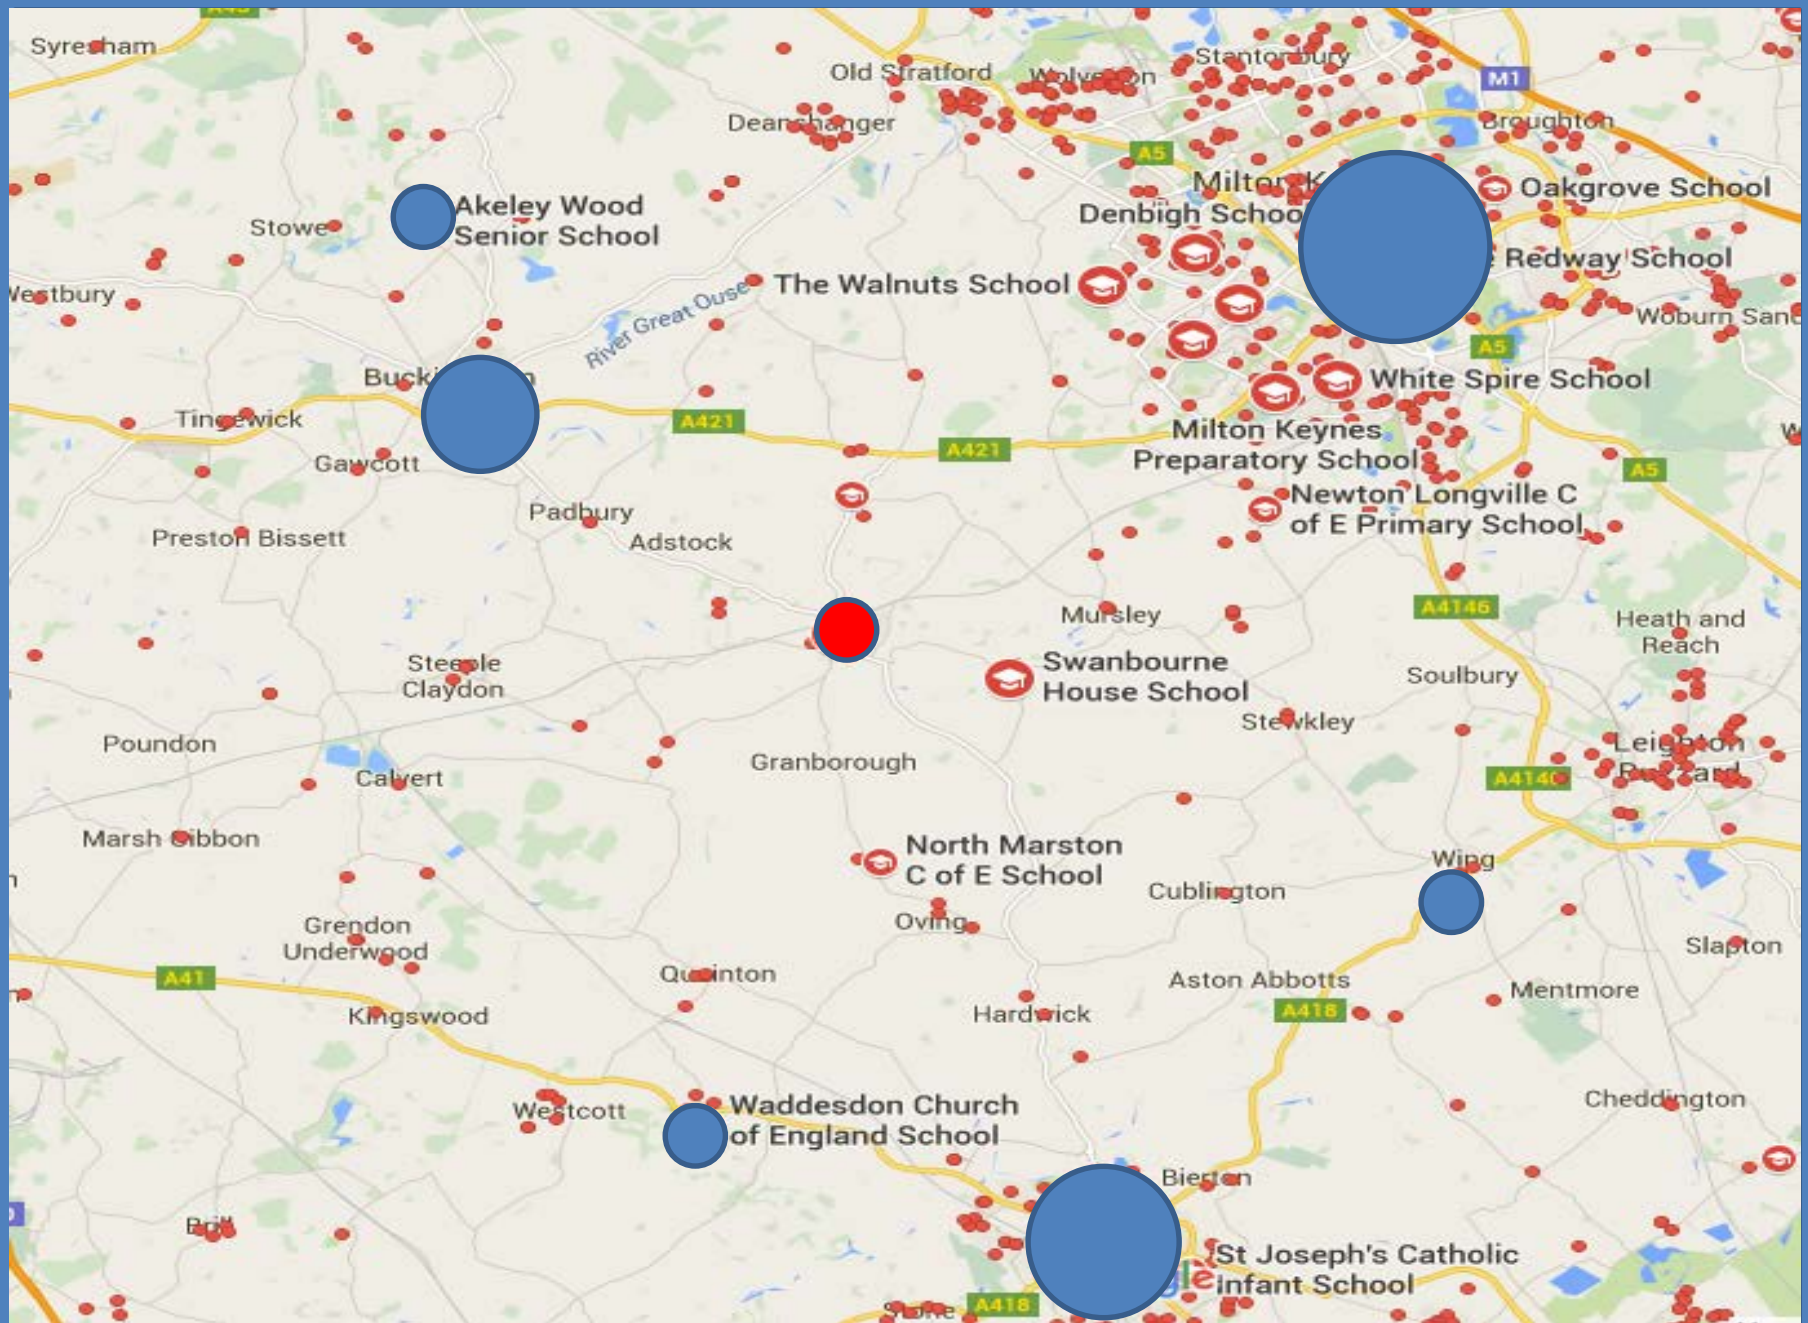 Syresham
Old Stratford
Stantonbury
Wolverton
M1
Deanshanger
Broughton
A5
Oakgrove School
Akeley Wood
Senior School
Denbigh Schoo
Stowe
Redway School
The Walnuts School
Westbury
River Great Ouse
Woburn Sand
A5
White Spire School
Tingewick
A421
A421
Milton Keynes
Preparatory School
A5
Gawcott
Newton Longville C
of E Primary School
Padbury
Preston Bissett
Adstock
Mursley
A4146
Heath and
Reach
Steeple
Claydon
Swanbourne
House School
Soulbury
Stewkley
Poundon
Granborough
Leighton
Calvert
Marsh Gibbon
North Marston
C of E School
Wing
Cublington
Grendon
Underwood
Oving
Slapton
A41
Quainton
Aston Abbotts
Mentmore
Kingswood
Hardwick
A418
Westcott
Waddesdon Church
of England School
Cheddington
Bierton
Brill
St Joseph's Catholic
Infant School
Stone
A418